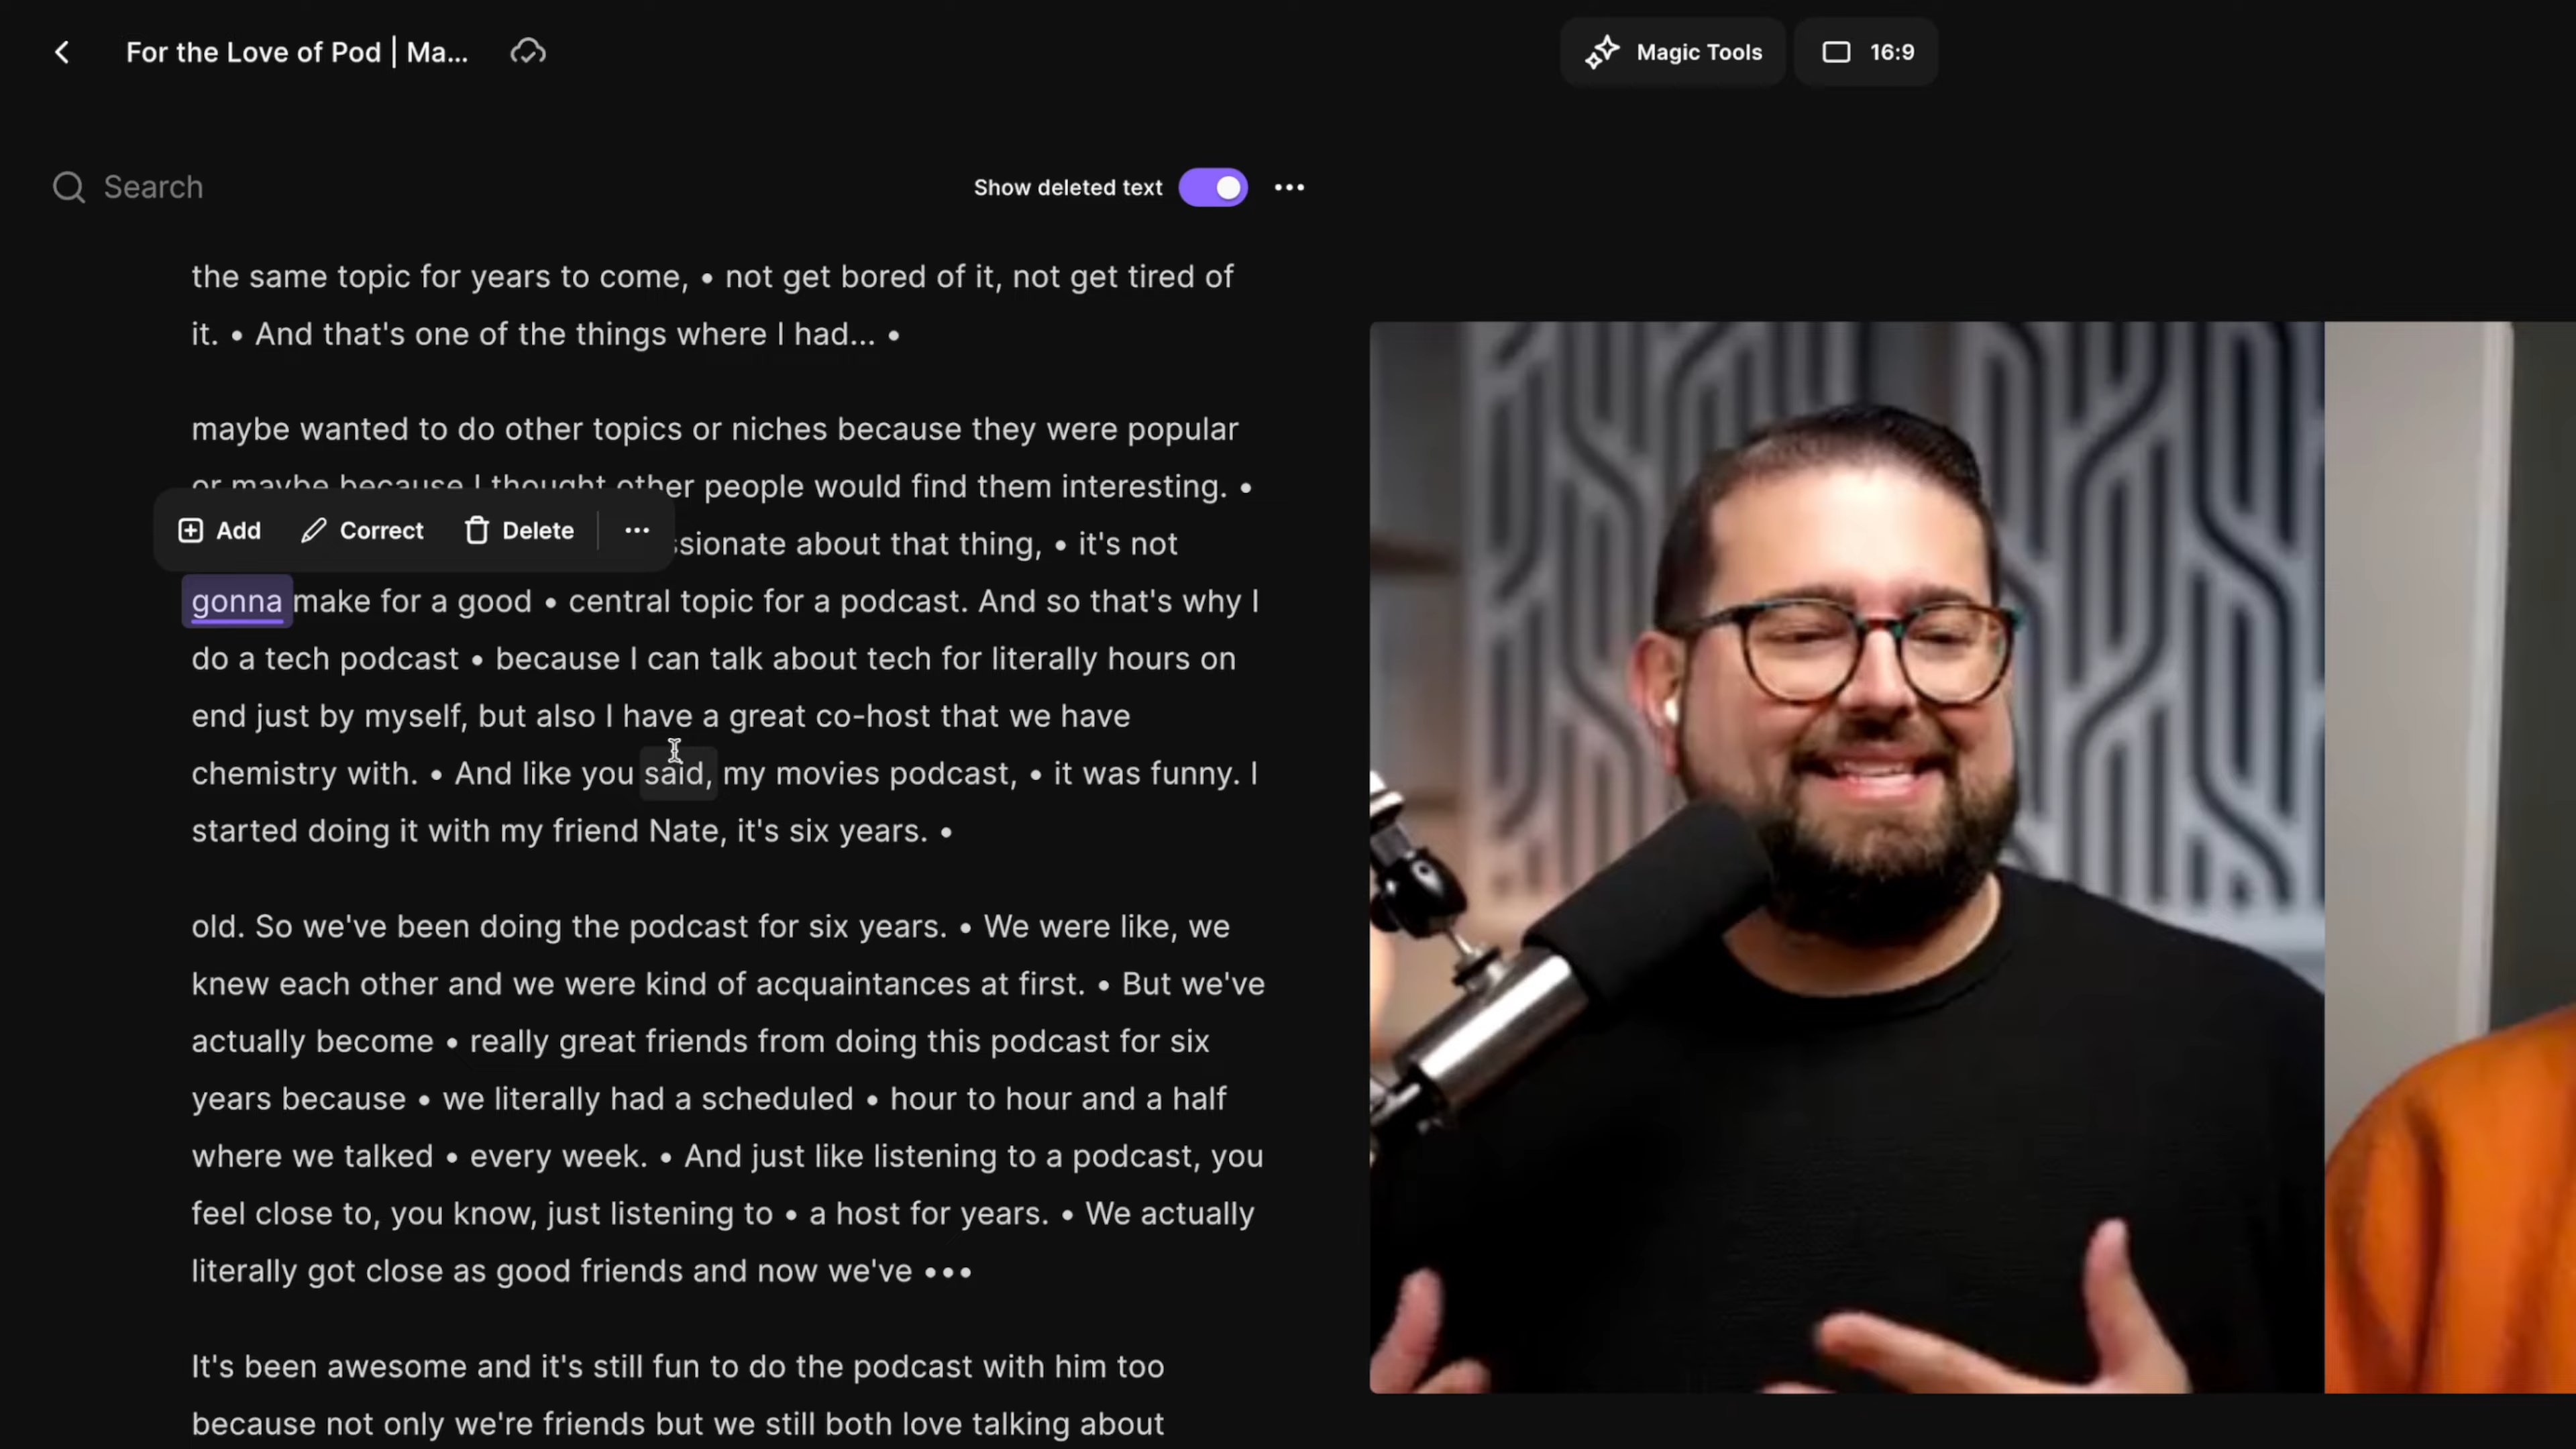 For the Love of Pod | Ma...
Magic Tools
16:9
Search
Show deleted text
the same topic for years to come, • not get bored of it, not get tired of
it. • And that's one of the things where I had... •
maybe wanted to do other topics or niches because they were popular
or maybe because I thought other people would find them interesting. •
Add
Correct
Delete
ssionate about that thing, • it's not
gonna make for a good • central topic for a podcast. And so that's why I
do a tech podcast • because I can talk about tech for literally hours on
end just by myself, but also I have a great co-host that we have
chemistry with. • And like you said, my movies podcast, • it was funny. I
started doing it with my friend Nate, it's six years. •
old. So we've been doing the podcast for six years. • We were like, we
knew each other and we were kind of acquaintances at first. • But we've
actually become • really great friends from doing this podcast for six
years because • we literally had a scheduled • hour to hour and a half
where we talked • every week. • And just like listening to a podcast, you
feel close to, you know, just listening to • a host for years. • We actually
literally got close as good friends and now we've •••
It's been awesome and it's still fun to do the podcast with him too
because not only we're friends but we still both love talking about